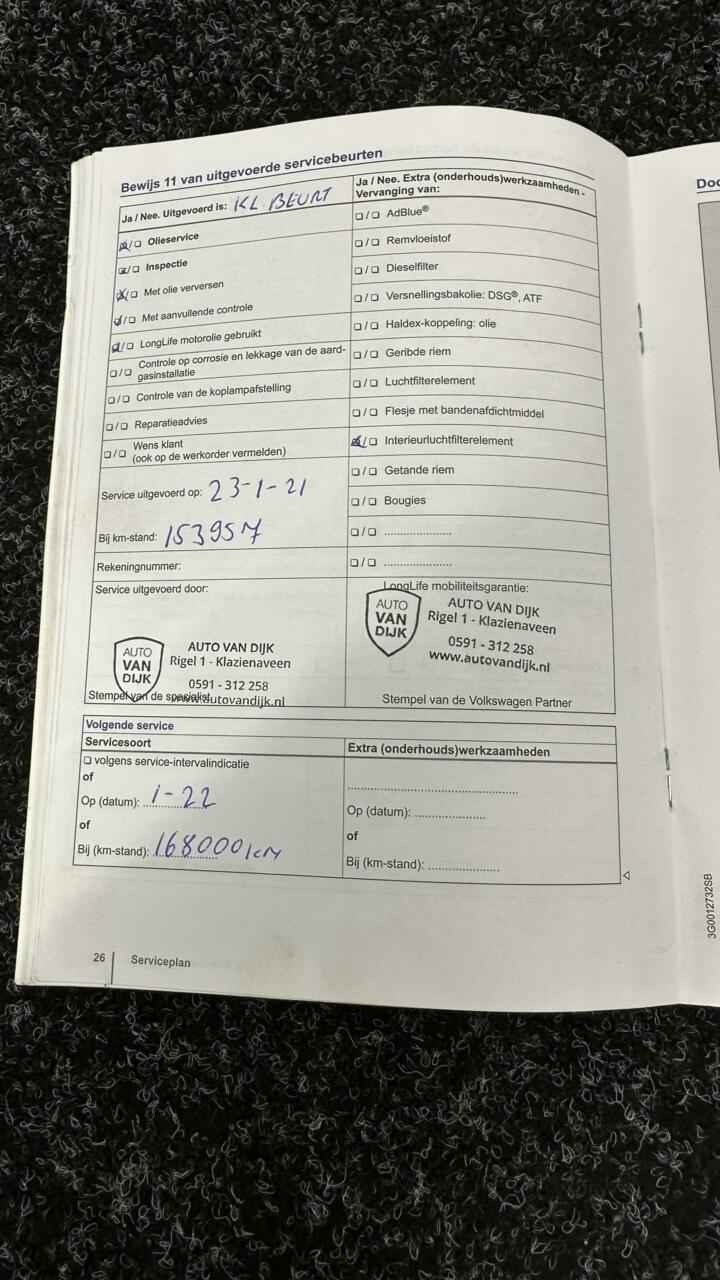 Bewijs 11 van uitgevoerde servicebeurten
Ja / Nee. Uitgevoerd is: KL. BEURT
☒/❏ Olieservice
☒/❏ Inspectie
☒/❏ Met olie verversen
☒/❏ Met aanvullende controle
☒/❏ LongLife motorolie gebruikt
❏/❏ Controle op corrosie en lekkage van de aard-
gasinstallatie
❏/❏ Controle van de koplampafstelling
❏/❏ Reparatieadvies
❏/❏ Wens klant
(ook op de werkorder vermelden)
Service uitgevoerd op: 23-1-21
Bij km-stand: 153957
Rekeningnummer:
Service uitgevoerd door:
AUTO
VAN
DIJK
AUTO VAN DIJK
Rigel 1 - Klazienaveen
0591 - 312 258
www.autovandijk.nl
Stempel van de specialist
Ja / Nee. Extra (onderhouds)werkzaamheden -
Vervanging van:
❏/❏ AdBlue®
❏/❏ Remvloeistof
❏/❏ Dieselfilter
❏/❏ Versnellingsbakolie: DSG®, ATF
❏/❏ Haldex-koppeling: olie
❏/❏ Geribde riem
❏/❏ Luchtfilterelement
❏/❏ Flesje met bandenafdichtmiddel
☒/❏ Interieurluchtfilterelement
❏/❏ Getande riem
❏/❏ Bougies
❏/❏ ....................
❏/❏ ....................
LongLife mobiliteitsgarantie:
AUTO
VAN
DIJK
AUTO VAN DIJK
Rigel 1 - Klazienaveen
0591 - 312 258
www.autovandijk.nl
Stempel van de Volkswagen Partner
Volgende service
Servicesoort
❏ volgens service-intervalindicatie
of
Op (datum): 1-22
of
Bij (km-stand): 168000 km
Extra (onderhouds)werkzaamheden
..................................................
Op (datum): .....................
of
Bij (km-stand): .....................
26
Serviceplan
Doc
3G0012732SB